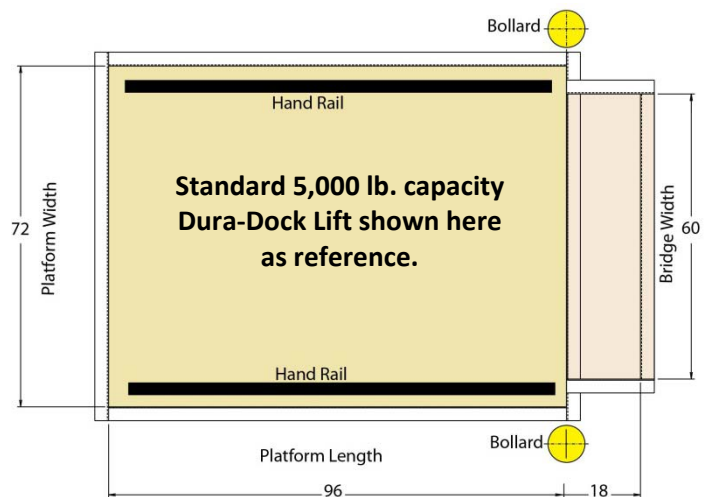 Bollard
Hand Rail
Standard 5,000 lb. capacity
Dura-Dock Lift shown here
as reference.
72
Platform Width
Bridge Width
60
Hand Rail
Bollard
Platform Length
96
18